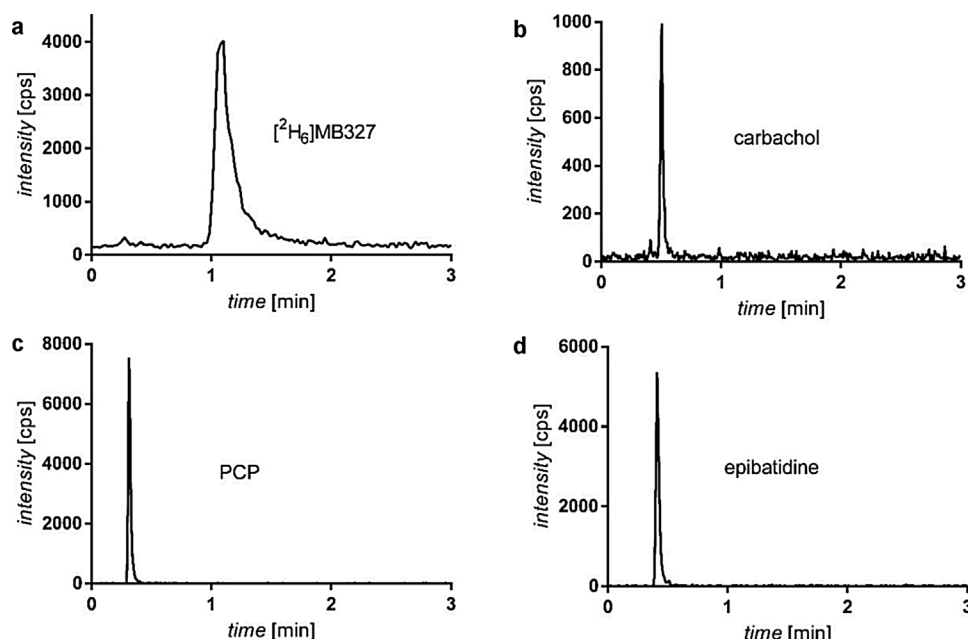 a
intensity [cps]
4000
3000
2000
1000
0
[²H₆]MB327
0 1 2 3
time [min]
b
intensity [cps]
1000
800
600
400
200
0
carbachol
0 1 2 3
time [min]
c
intensity [cps]
8000
6000
4000
2000
0
PCP
0 1 2 3
time [min]
d
intensity [cps]
6000
4000
2000
0
epibatidine
0 1 2 3
time [min]